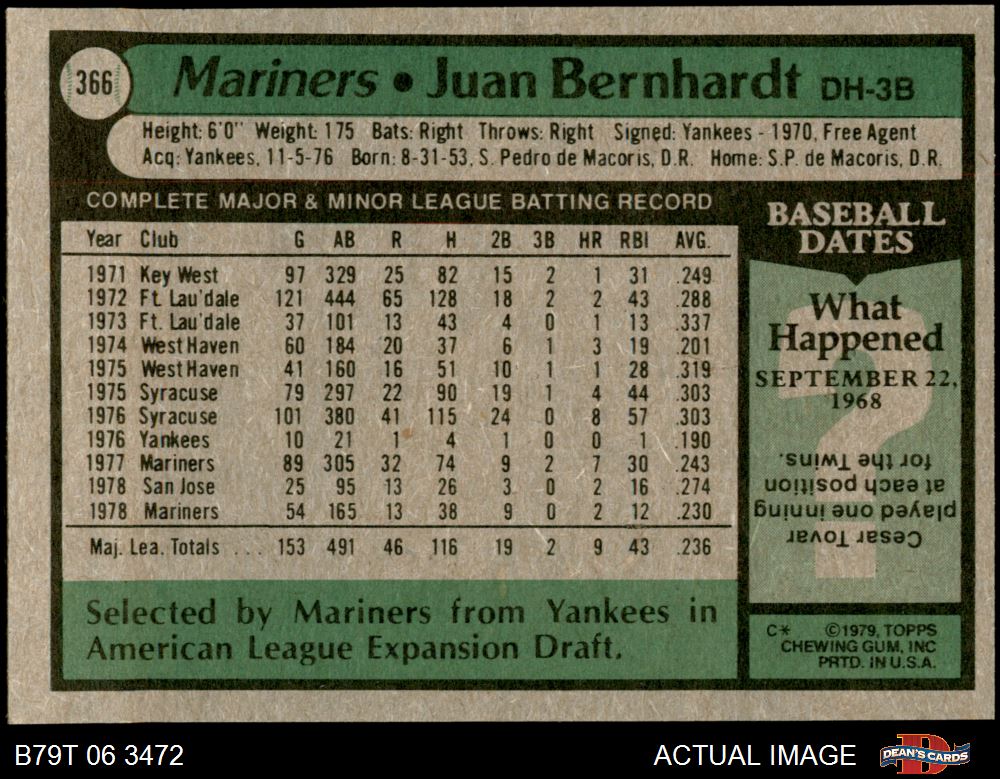 366 Mariners • Juan Bernhardt DH-3B
Height: 6'0" Weight: 175 Bats: Right Throws: Right Signed: Yankees - 1970, Free Agent
Acq: Yankees, 11-5-76 Born: 8-31-53, S. Pedro de Macoris, D.R. Home: S.P. de Macoris, D.R.
COMPLETE MAJOR & MINOR LEAGUE BATTING RECORD
Year Club G AB R H 2B 3B HR RBI AVG.
1971 Key West 97 329 25 82 15 2 1 31 .249
1972 Ft. Lau'dale 121 444 65 128 18 2 2 43 .288
1973 Ft. Lau'dale 37 101 13 43 4 0 1 13 .337
1974 West Haven 60 184 20 37 6 1 3 19 .201
1975 West Haven 41 160 16 51 10 1 1 28 .319
1975 Syracuse 79 297 22 90 19 1 4 44 .303
1976 Syracuse 101 380 41 115 24 0 8 57 .303
1976 Yankees 10 21 1 4 1 0 0 1 .190
1977 Mariners 89 305 32 74 9 2 7 30 .243
1978 San Jose 25 95 13 26 3 0 2 16 .274
1978 Mariners 54 165 13 38 9 0 2 12 .230
Maj. Lea. Totals ... 153 491 46 116 19 2 9 43 .236
Selected by Mariners from Yankees in
American League Expansion Draft.
BASEBALL
DATES
What
Happened
SEPTEMBER 22,
1968
?
Cesar Tovar
played one inning
at each position
for the Twins.
C* ©1979, TOPPS
CHEWING GUM, INC
PRTD. IN U.S.A.
B79T 06 3472 ACTUAL IMAGE D DEAN'S CARDS